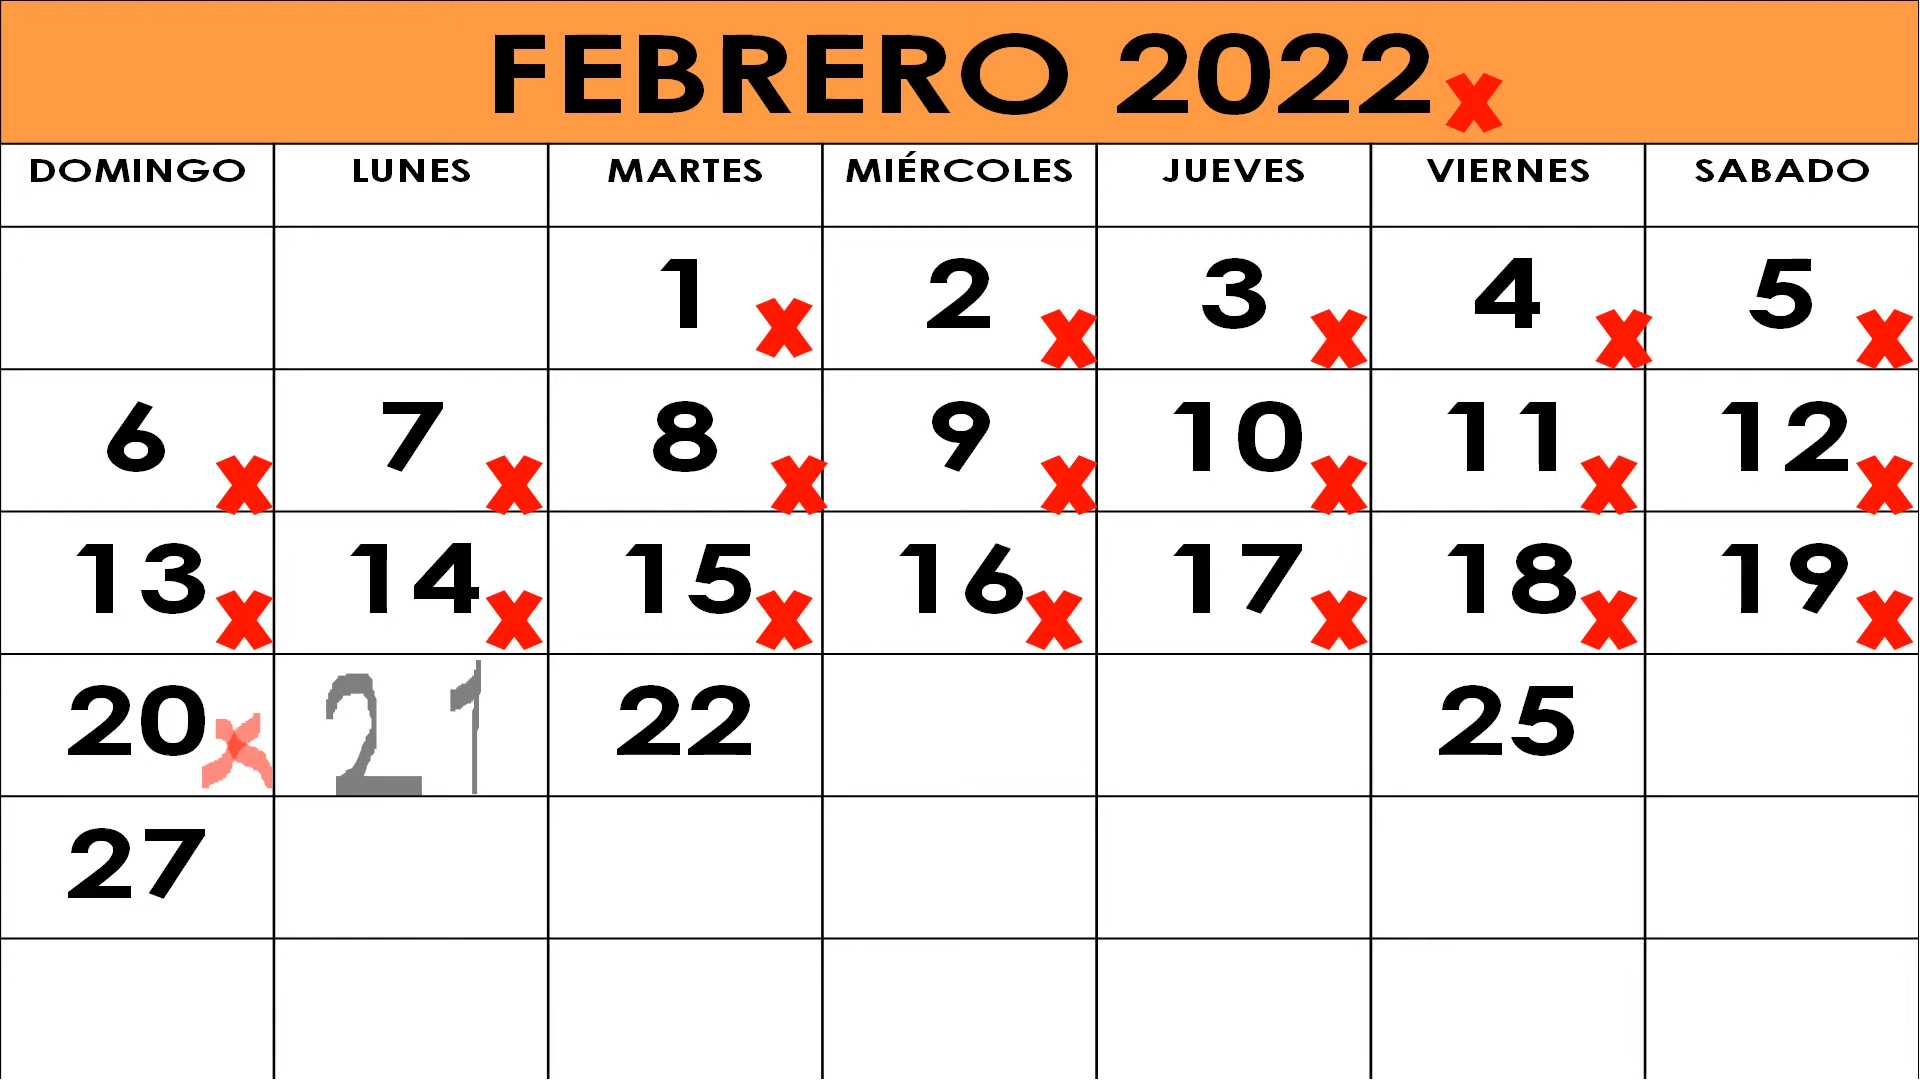 FEBRERO 2022
DOMINGO LUNES MARTES MIÉRCOLES JUEVES VIERNES SABADO
1 2 3 4 5
6 7 8 9 10 11 12
13 14 15 16 17 18 19
20 21 22 25
27